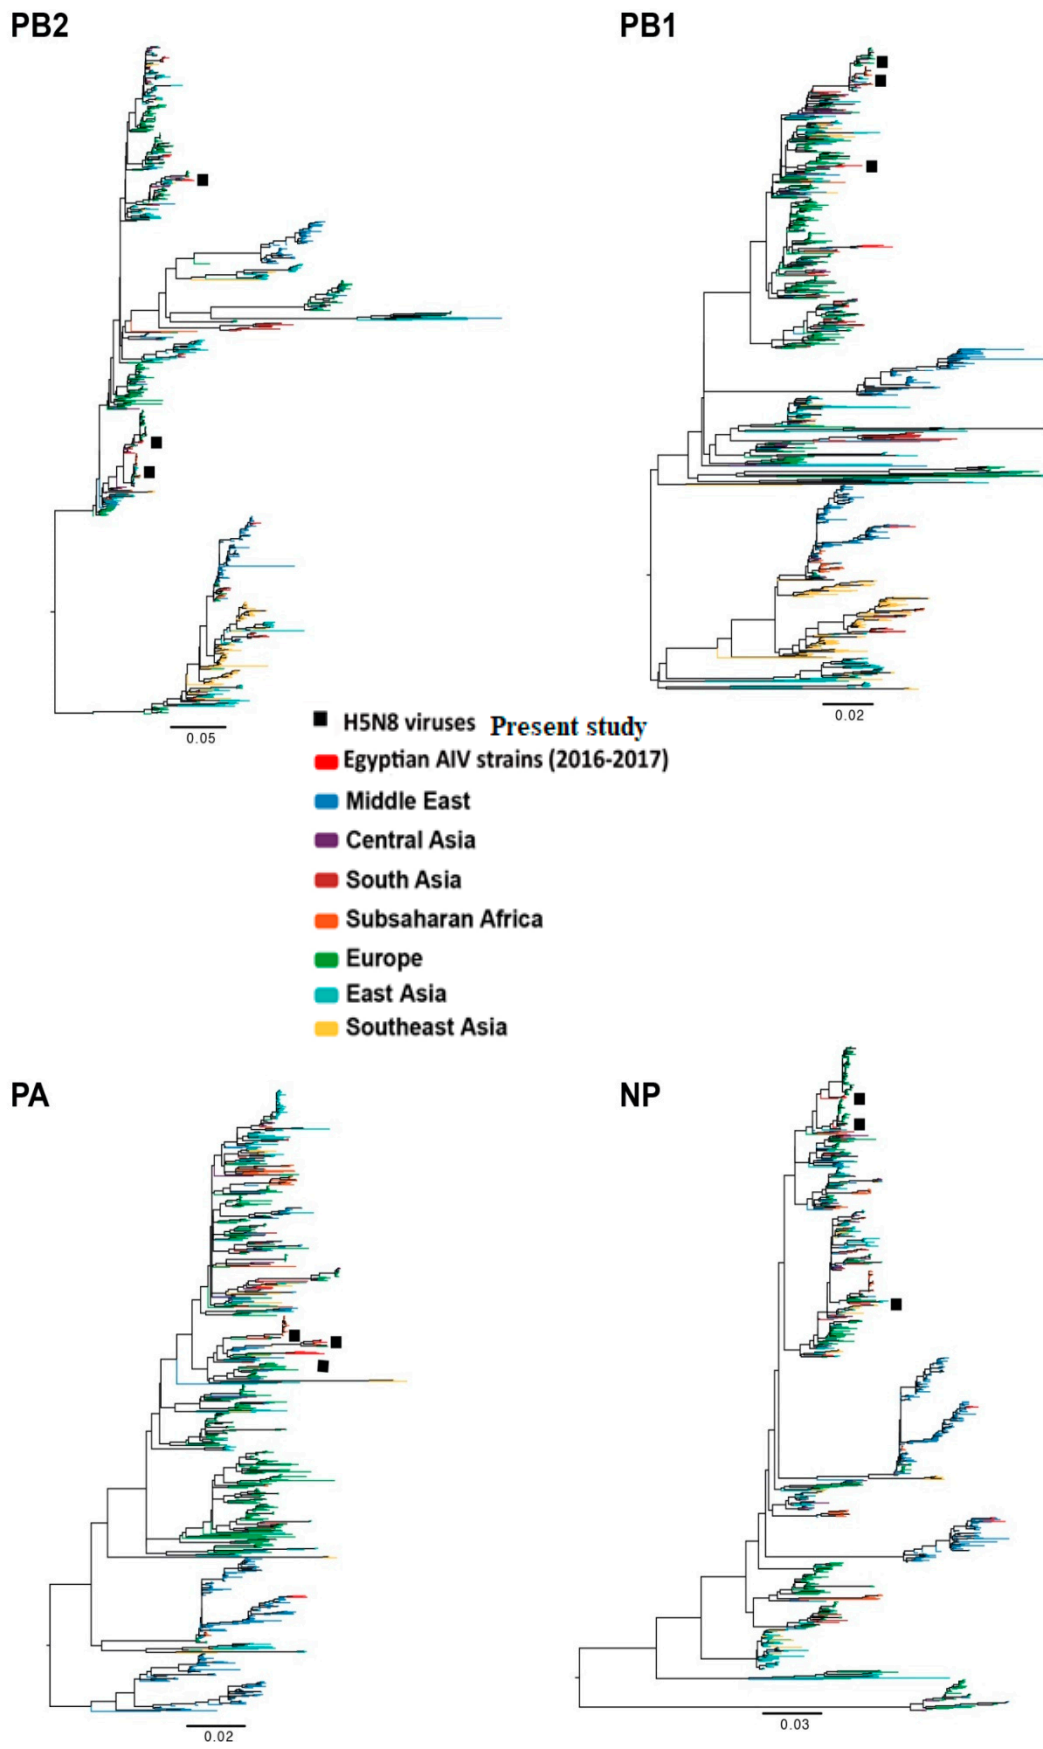 PB2
PB1
0.05
0.02
H5N8 viruses Present study
Egyptian AIV strains (2016-2017)
Middle East
Central Asia
South Asia
Subsaharan Africa
Europe
East Asia
Southeast Asia
PA
NP
0.02
0.03